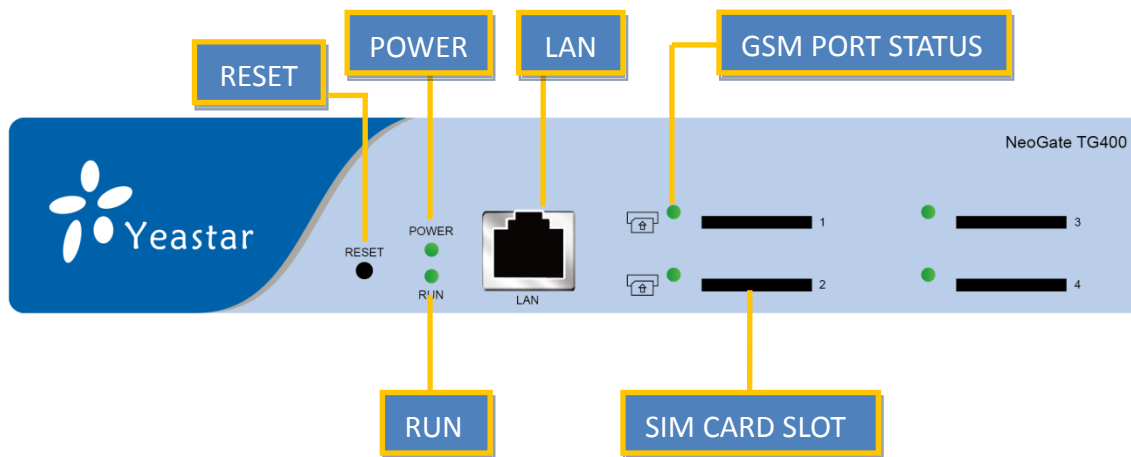 POWER
LAN
GSM PORT STATUS
RESET
NeoGate TG400
Yeastar
RESET
POWER
RUN
LAN
1
3
2
4
RUN
SIM CARD SLOT